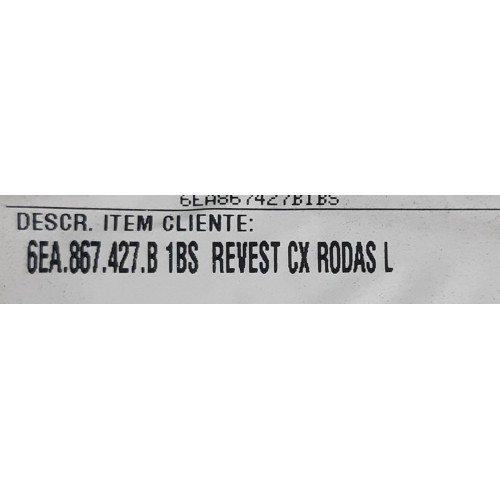 6EA867427B1BS
DESCR. ITEM CLIENTE:
6EA.867.427.B 1BS REVEST CX RODAS L